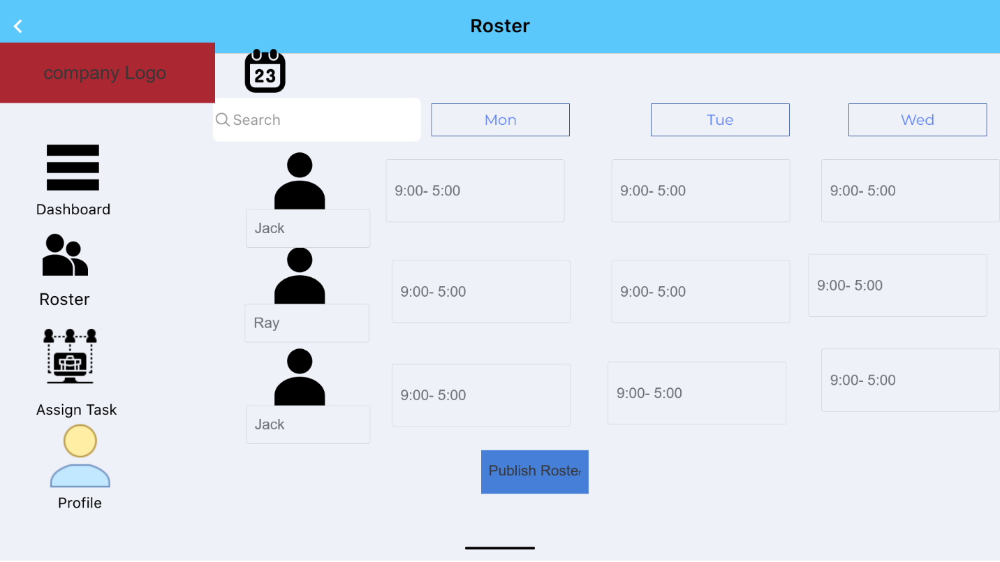 Roster
company Logo
23
Search
Mon
Tue
Wed
Dashboard
Roster
Assign Task
Profile
Jack
9:00- 5:00
9:00- 5:00
9:00- 5:00
Ray
9:00- 5:00
9:00- 5:00
9:00- 5:00
Jack
9:00- 5:00
9:00- 5:00
9:00- 5:00
Publish Roster